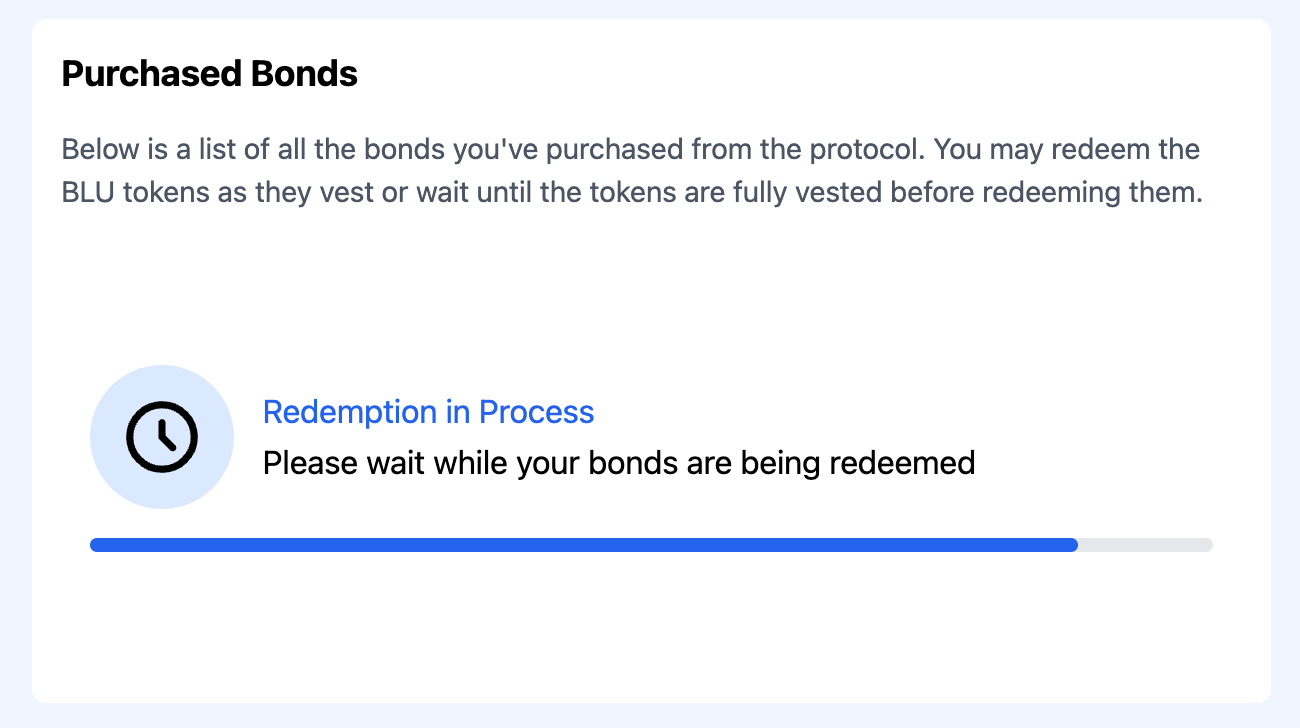 Purchased Bonds
Below is a list of all the bonds you've purchased from the protocol. You may redeem the
BLU tokens as they vest or wait until the tokens are fully vested before redeeming them.
Redemption in Process
Please wait while your bonds are being redeemed